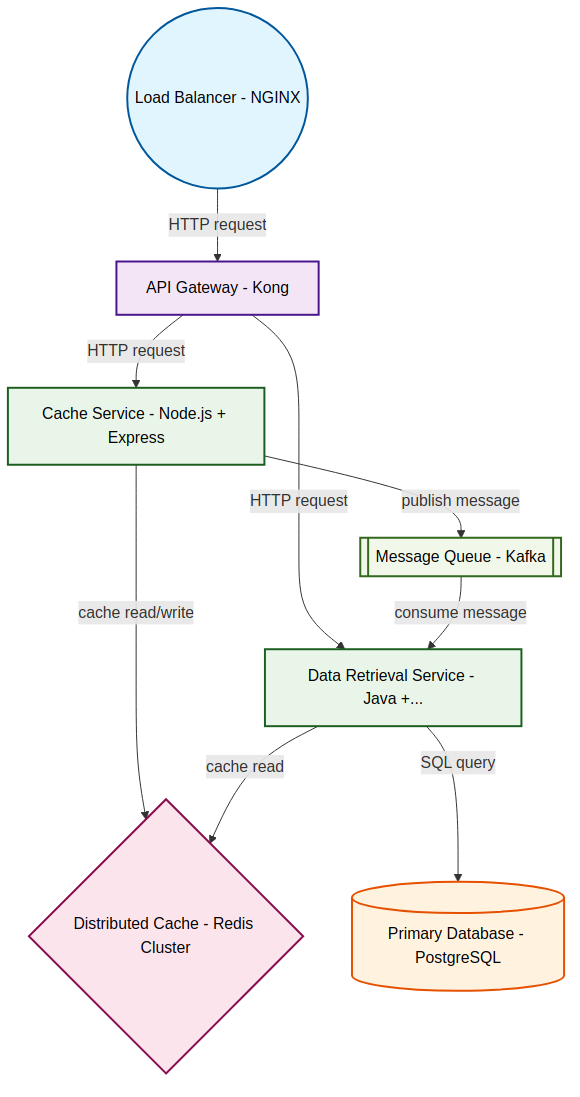 Load Balancer - NGINX
HTTP request
API Gateway - Kong
HTTP request
Cache Service - Node.js +
Express
HTTP request
publish message
Message Queue - Kafka
cache read/write
consume message
Data Retrieval Service -
Java +...
cache read
SQL query
Distributed Cache - Redis
Cluster
Primary Database -
PostgreSQL